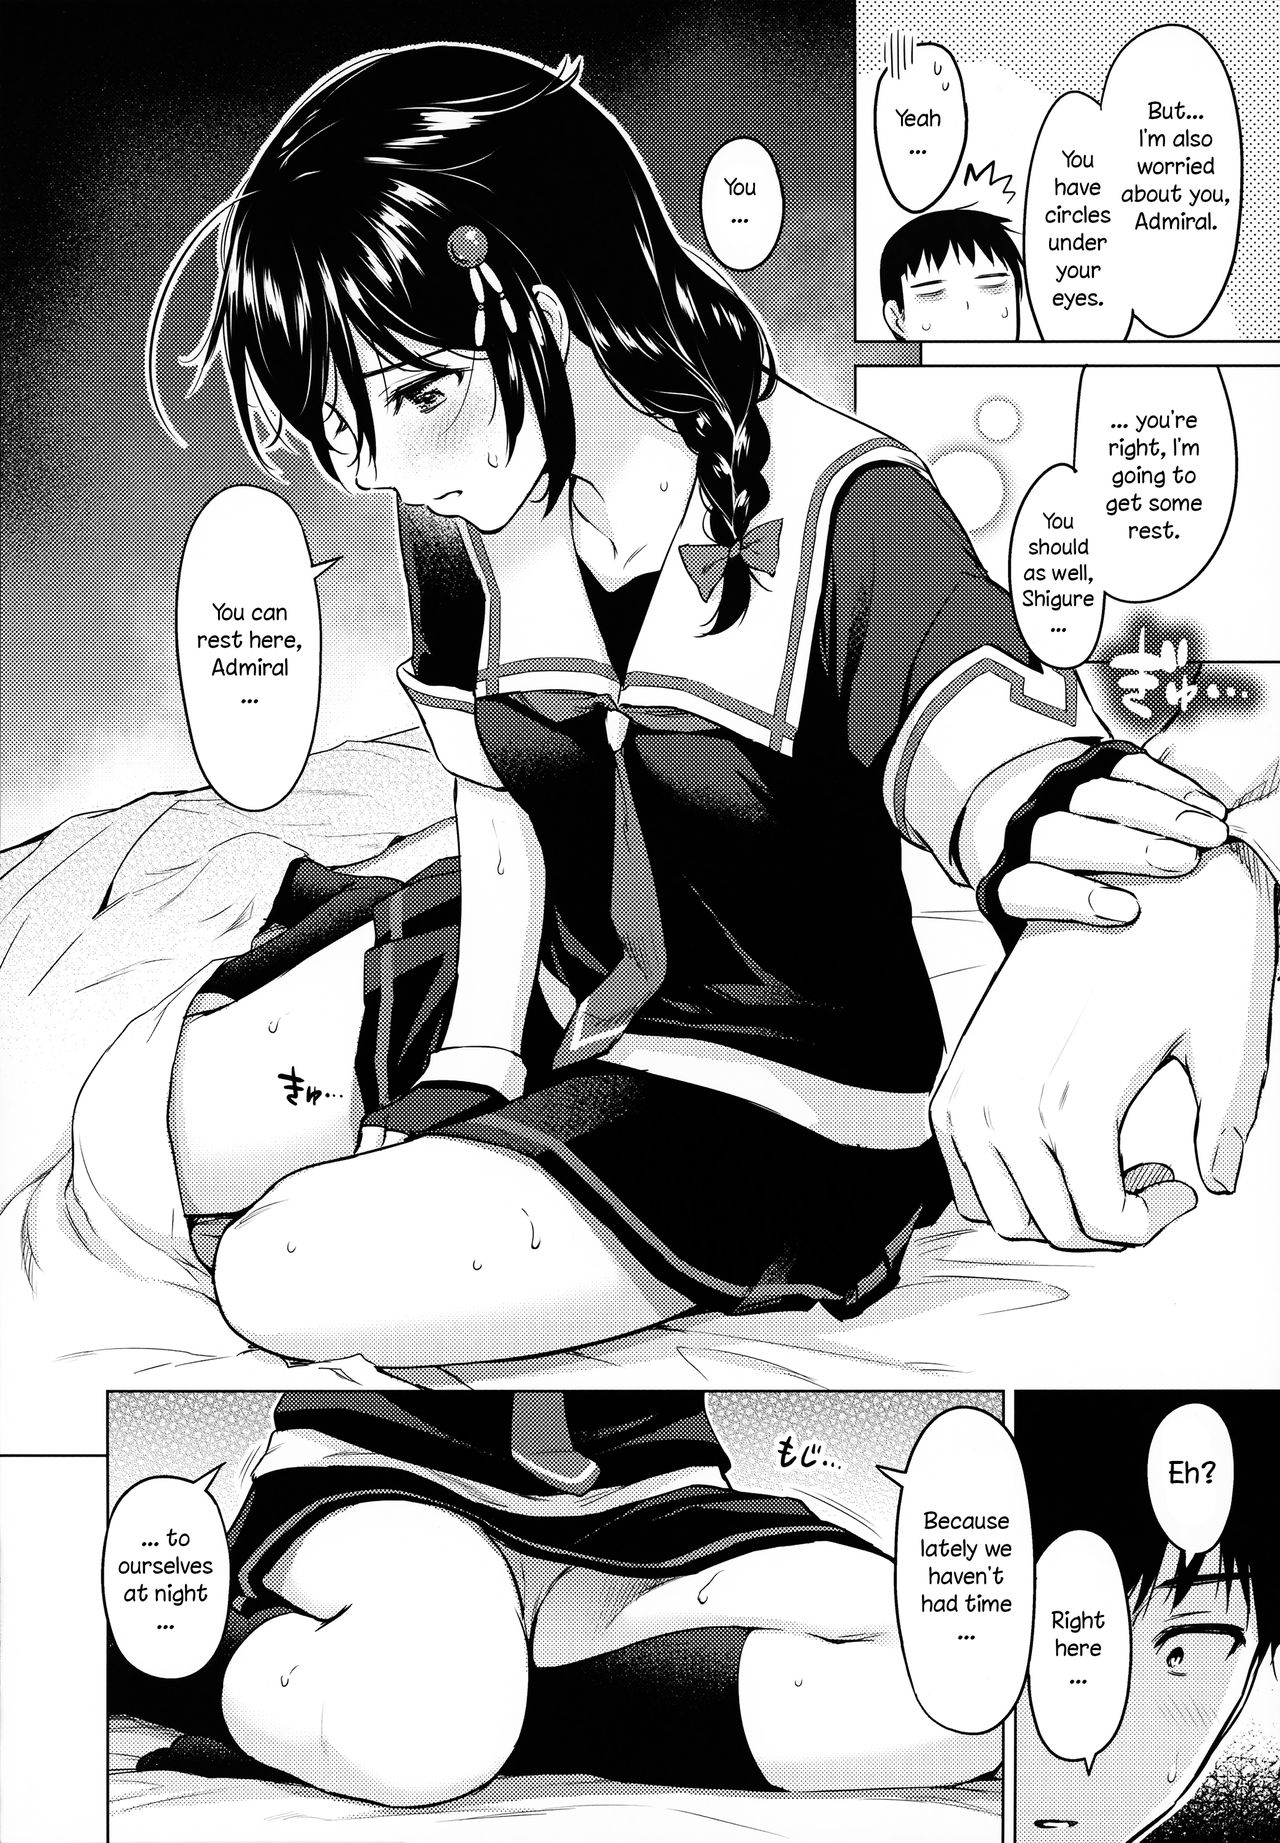 But...
I'm also
worried
about you,
Admiral.
You
have
circles
under
your
eyes.
Yeah
...
... you're
right, I'm
going to
get some
rest.
You
should
as well,
Shigure
...
ぎゅ...
You
...
You can
rest here,
Admiral
...
きゅ...
Eh?
Right
here
...
Because
lately we
haven't
had time
...
もじ...
... to
ourselves
at night
...